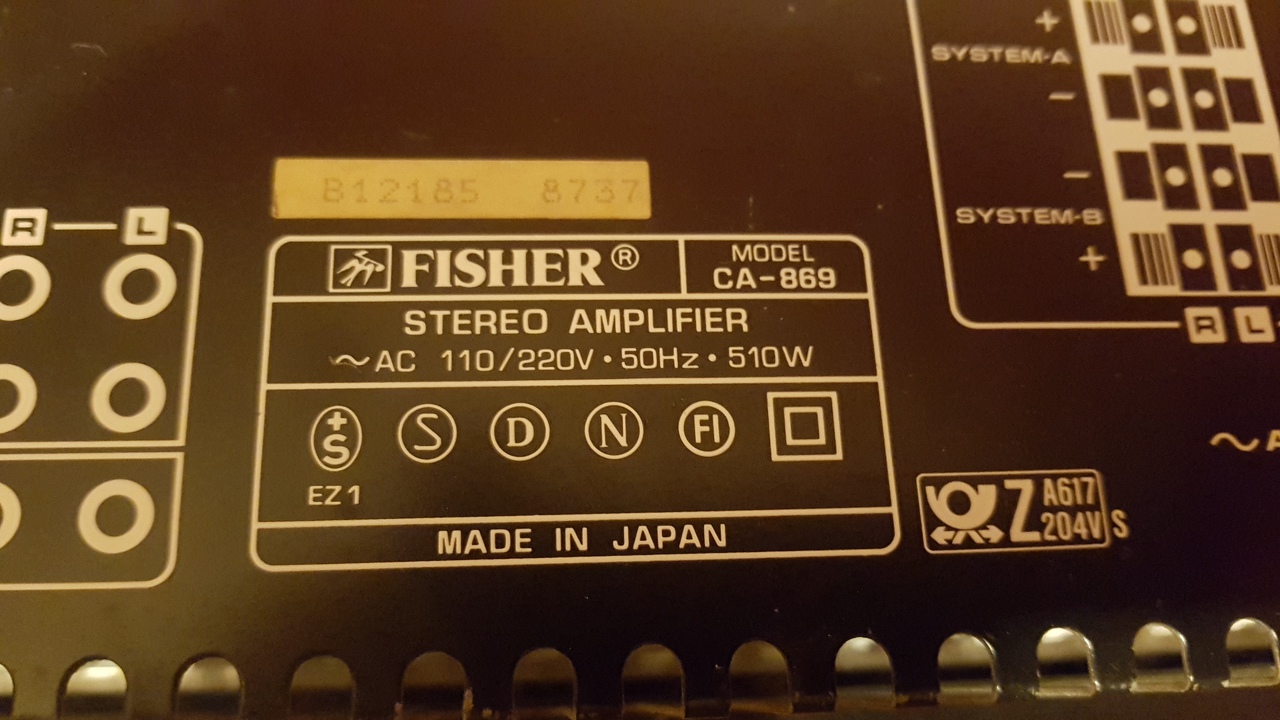 +
SYSTEM-A
−
−
SYSTEM-B
+
R L
B12185 8737
R L
FISHER®
MODEL
CA-869
STEREO AMPLIFIER
~AC 110/220V·50Hz·510W
+S S D N FI
EZ1
MADE IN JAPAN
Z A617
204V S